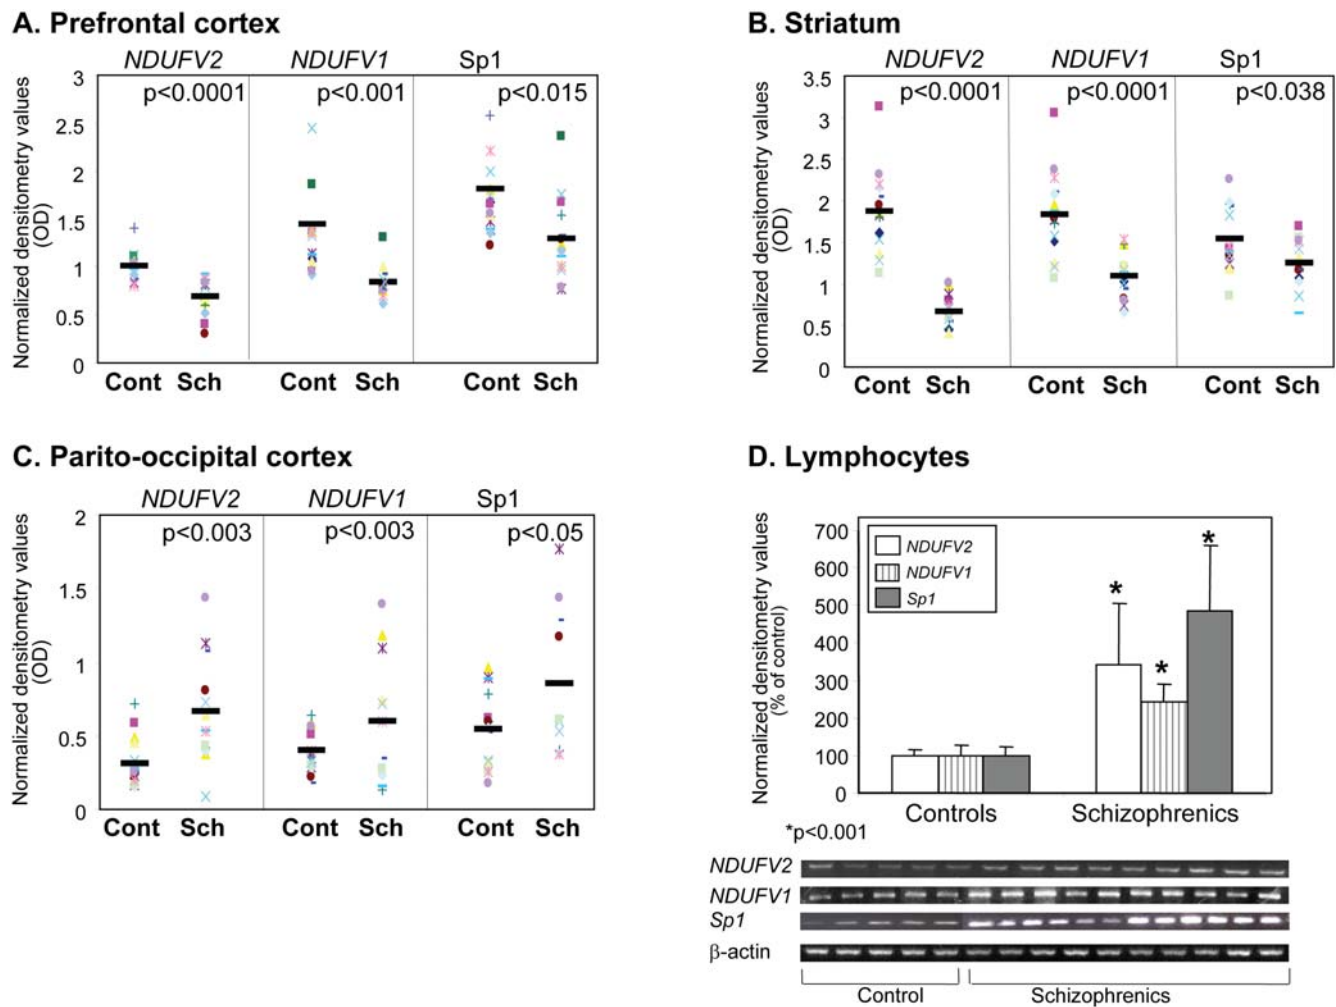 A. Prefrontal cortex
NDUFV2 NDUFV1 Sp1
p<0.0001 p<0.001 p<0.015
Normalized densitometry values
(OD)
3
2.5
2
1.5
1
0.5
0
Cont Sch Cont Sch Cont Sch
B. Striatum
NDUFV2 NDUFV1 Sp1
p<0.0001 p<0.0001 p<0.038
Normalized densitometry values
(OD)
3.5
3
2.5
2
1.5
1
0.5
0
Cont Sch Cont Sch Cont Sch
C. Parito-occipital cortex
NDUFV2 NDUFV1 Sp1
p<0.003 p<0.003 p<0.05
Normalized densitometry values
(OD)
2
1.5
1
0.5
0
Cont Sch Cont Sch Cont Sch
D. Lymphocytes
Normalized densitometry values
(% of control)
700
600
500
400
300
200
100
0
NDUFV2
NDUFV1
Sp1
* * *
Controls Schizophrenics
*p<0.001
NDUFV2
NDUFV1
Sp1
β-actin
Control Schizophrenics